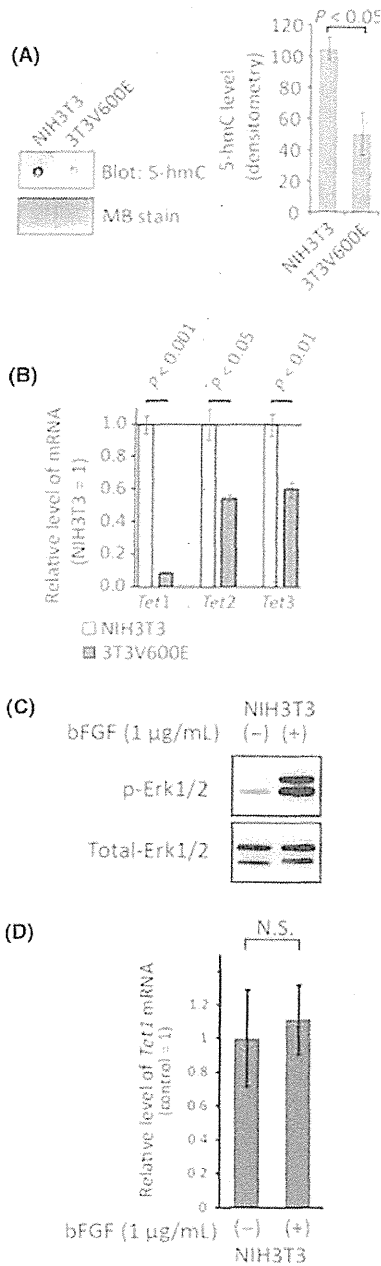 (A)
NIH3T3
3T3V600E
Blot: 5-hmC
MB stain
5-hmC level
(densitometry)
P < 0.05
120
100
80
60
40
20
0
NIH3T3
3T3V600E
(B)
P < 0.001
P < 0.05
P < 0.01
Relative level of mRNA
(NIH3T3 = 1)
1.0
0.8
0.6
0.4
0.2
0.0
Tet1 Tet2 Tet3
NIH3T3
3T3V600E
(C)
NIH3T3
bFGF (1 µg/mL) (−) (+)
p-Erk1/2
Total-Erk1/2
(D)
N.S.
Relative level of Tet1 mRNA
(control = 1)
1.2
1
0.8
0.6
0.4
0.2
0
bFGF (1 µg/mL) (−) (+)
NIH3T3